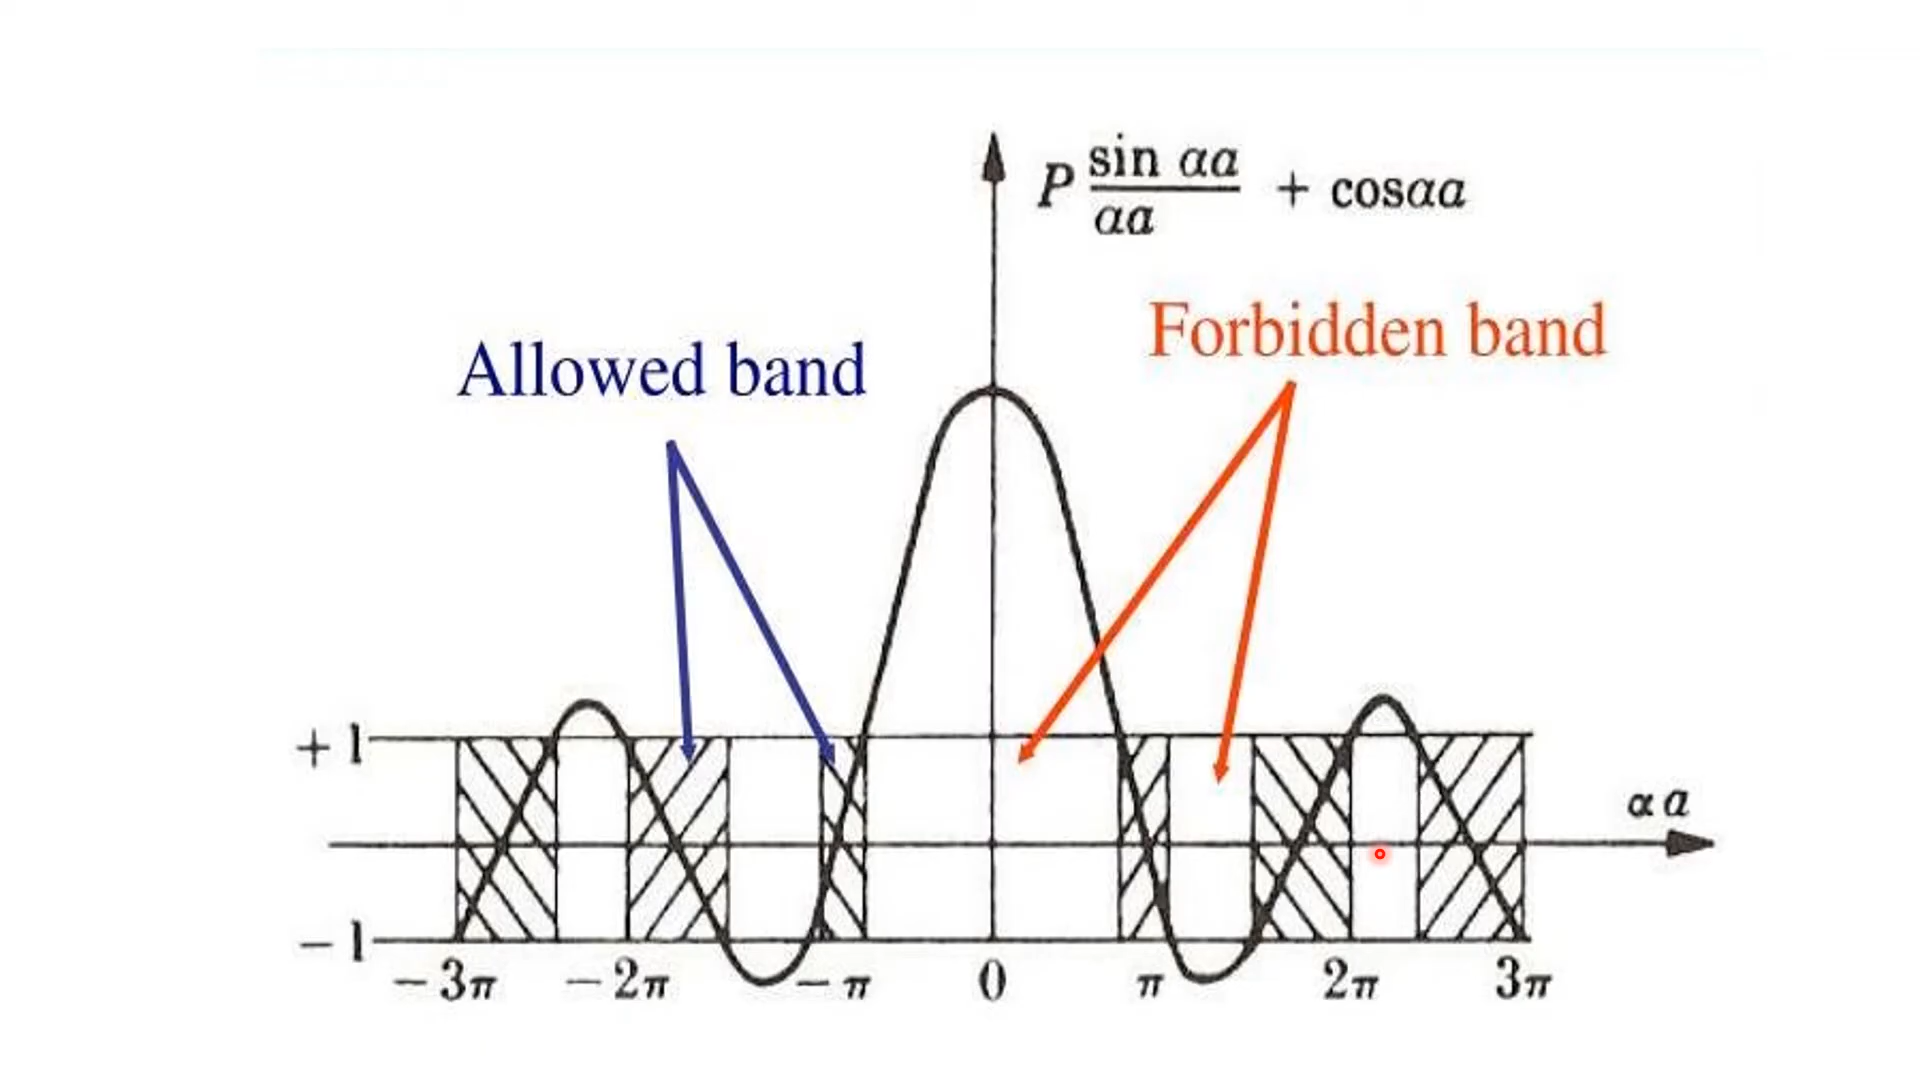 P sin αa / αa + cosαa
Forbidden band
Allowed band
+1
αa
−1
−3π −2π −π 0 π 2π 3π